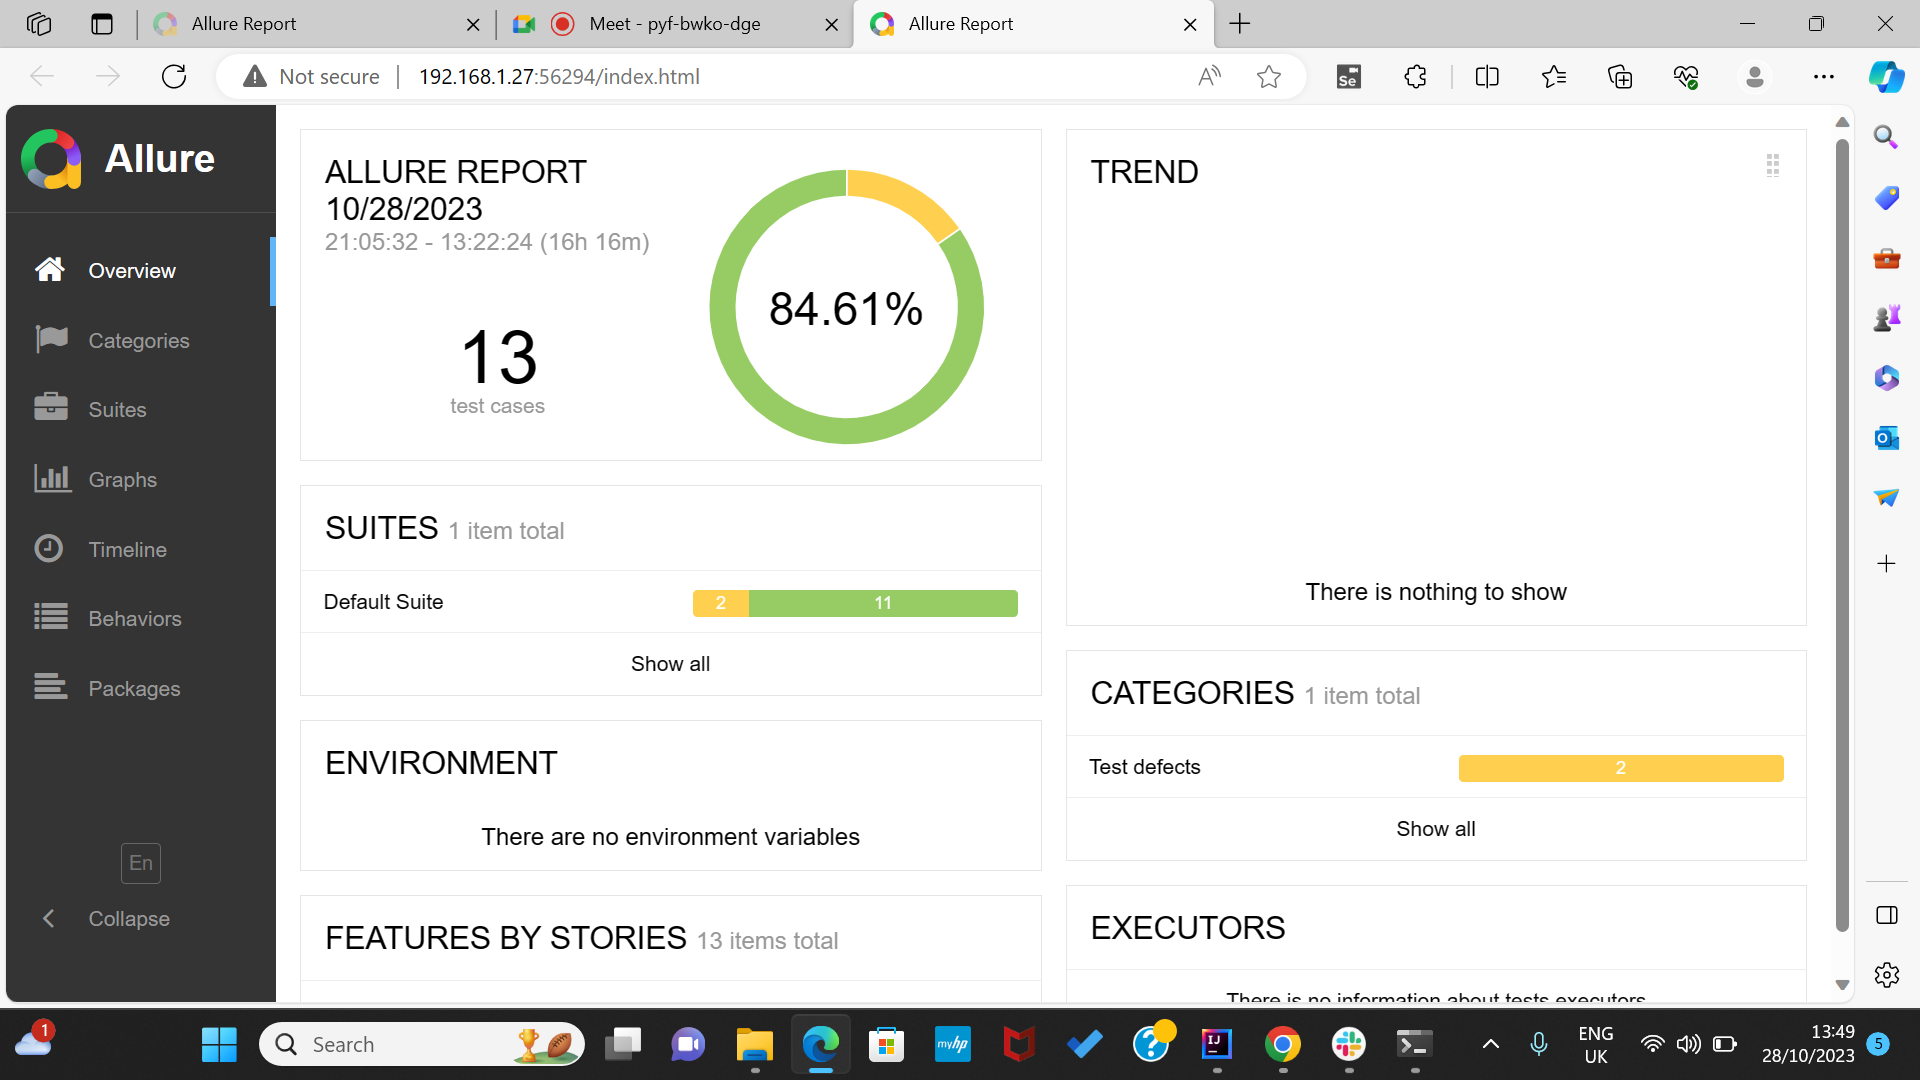 Allure Report
Meet - pyf-bwko-dge
Allure Report
Not secure
192.168.1.27:56294/index.html
Se
Allure
Overview
Categories
Suites
Graphs
Timeline
Behaviors
Packages
En
Collapse
ALLURE REPORT
10/28/2023
21:05:32 - 13:22:24 (16h 16m)
13
test cases
84.61%
SUITES 1 item total
Default Suite 2 11
Show all
ENVIRONMENT
There are no environment variables
FEATURES BY STORIES 13 items total
TREND
There is nothing to show
CATEGORIES 1 item total
Test defects 2
Show all
EXECUTORS
There is no information about tests executors
1
Search
myhp
IJ
ENG
UK
13:49
28/10/2023
5